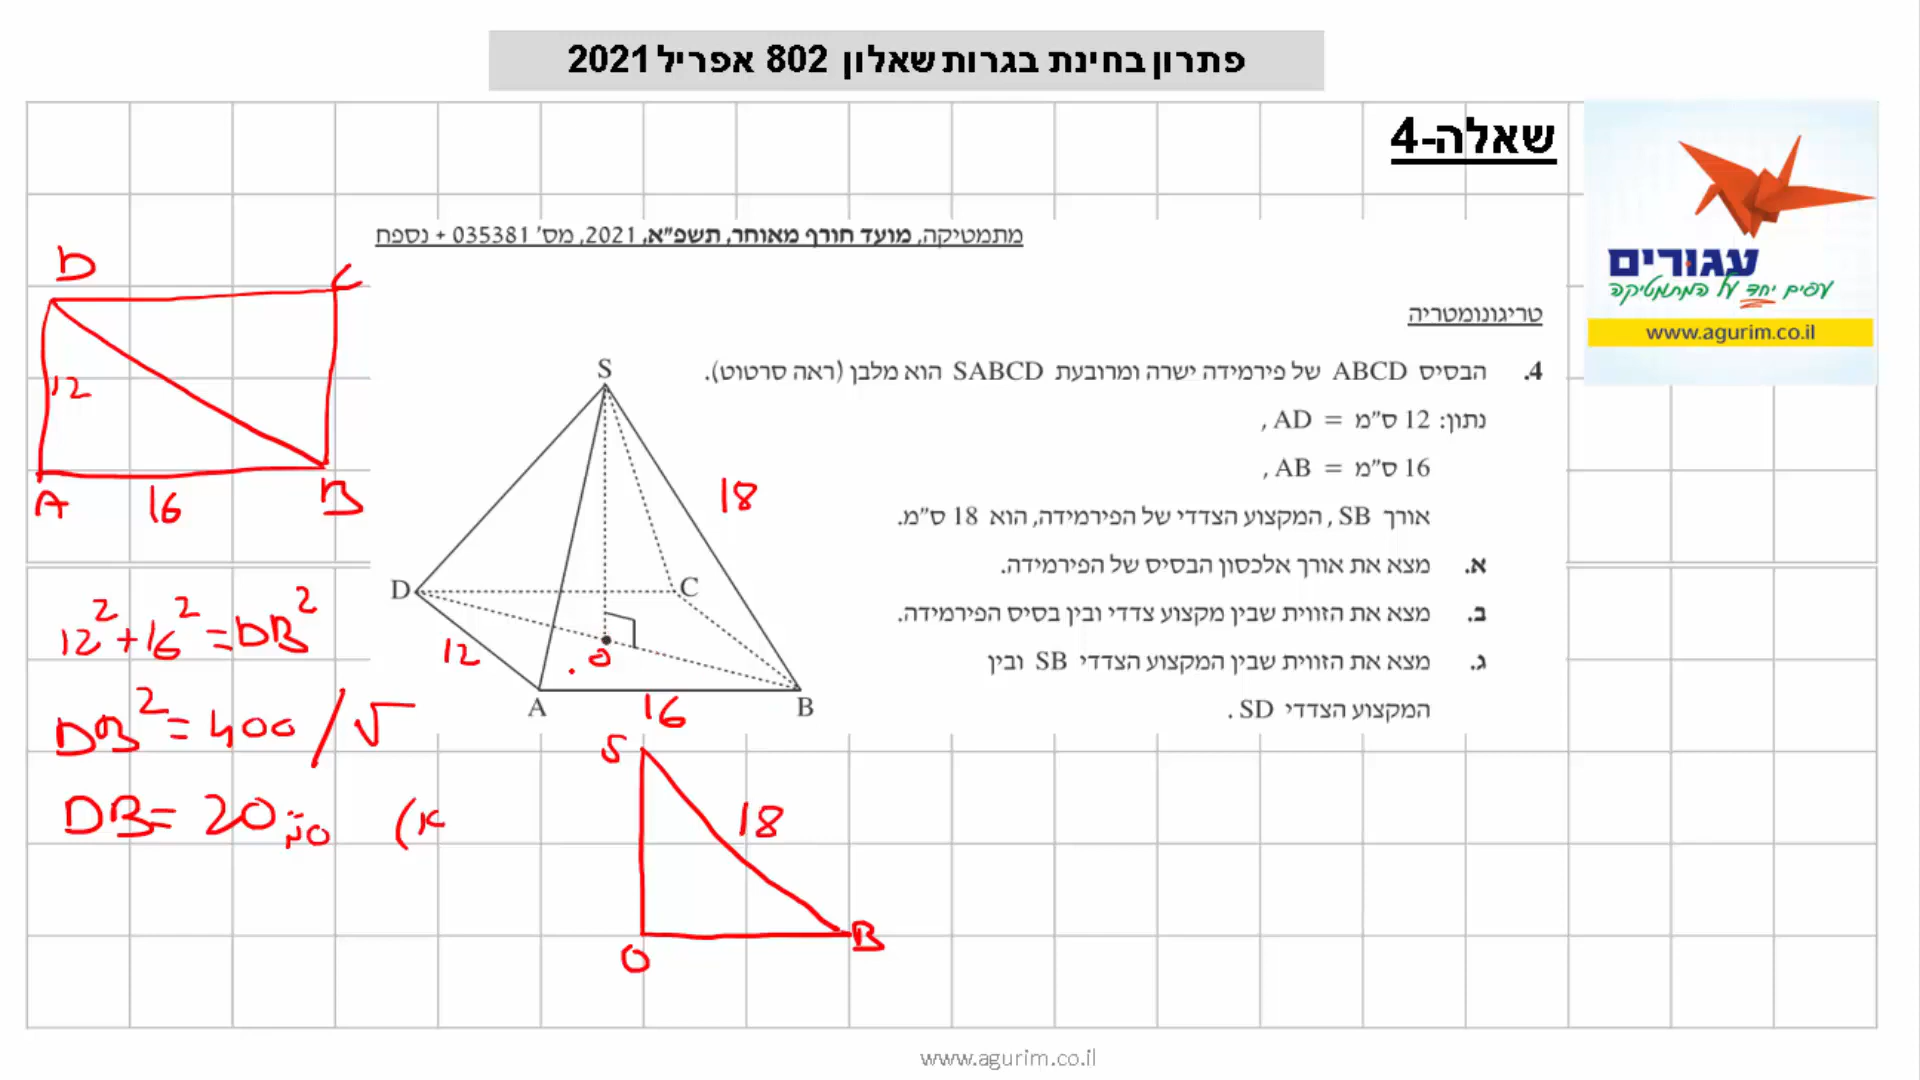 פתרון בחינת בגרות שאלון 802 אפריל 2021
שאלה-4
עגורים
עפים יחד על המתמטיקה
www.agurim.co.il
מתמטיקה, מועד חורף מאוחר, תשפ"א, 2021, מס' 035381 + נספח
טריגונומטריה
4. הבסיס ABCD של פירמידה ישרה ומרובעת SABCD הוא מלבן (ראה סרטוט).
נתון: 12 ס"מ = AD ,
16 ס"מ = AB ,
אורך SB , המקצוע הצדדי של הפירמידה, הוא 18 ס"מ.
א. מצא את אורך אלכסון הבסיס של הפירמידה.
ב. מצא את הזווית שבין מקצוע צדדי ובין בסיס הפירמידה.
ג. מצא את הזווית שבין המקצוע הצדדי SB ובין
המקצוע הצדדי SD .
S
18
D
C
12
O
A
16
B
D
C
12
A
16
B
12²+16²=DB²
DB²=400 /√
DB=20 ס"מ (א
S
18
O
B
www.agurim.co.il